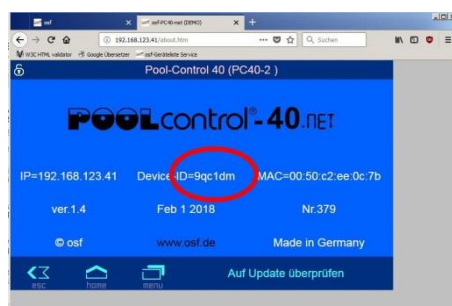 osf
osf-PC40-net (DEMO)
192.168.123.41/about.htm
Suchen
W3C HTML validator
Google Übersetzer
osf-Geräteliste Service
Pool-Control 40 (PC40-2 )
POOLcontrol®-40.NET
IP=192.168.123.41 Device-ID=9qc1dm MAC=00:50:c2:ee:0c:7b
ver.1.4 Feb 1 2018 Nr.379
© osf www.osf.de Made in Germany
esc home menu Auf Update überprüfen